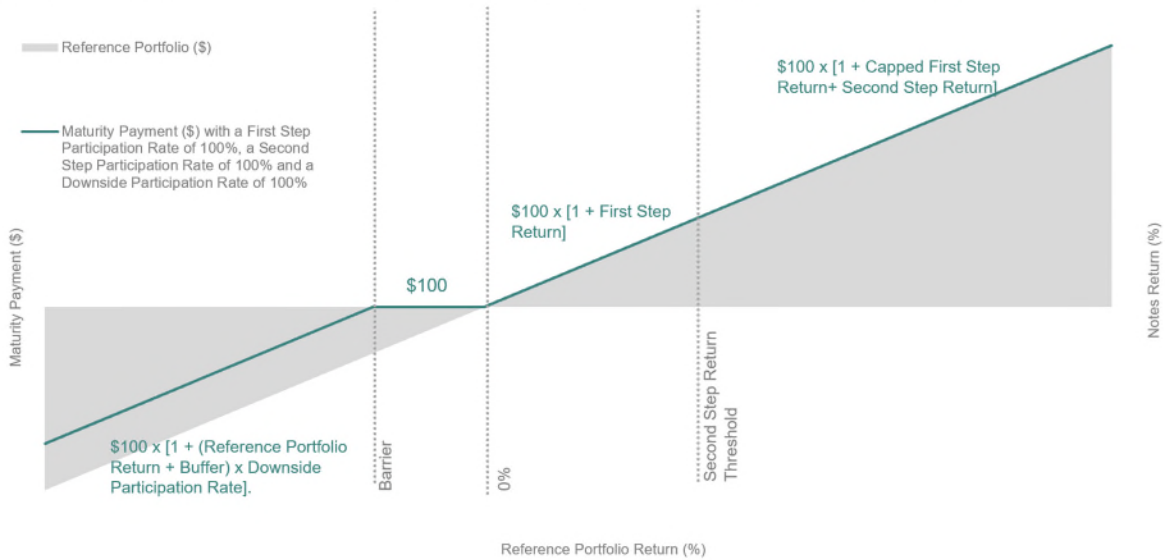 Reference Portfolio ($)
$100 x [1 + Capped First Step
Return+ Second Step Return]
Maturity Payment ($) with a First Step
Participation Rate of 100%, a Second
Step Participation Rate of 100% and a
Downside Participation Rate of 100%
$100 x [1 + First Step
Return]
Maturity Payment ($)
$100
Notes Return (%)
$100 x [1 + (Reference Portfolio
Return + Buffer) x Downside
Participation Rate].
Barrier
0%
Second Step Return
Threshold
Reference Portfolio Return (%)